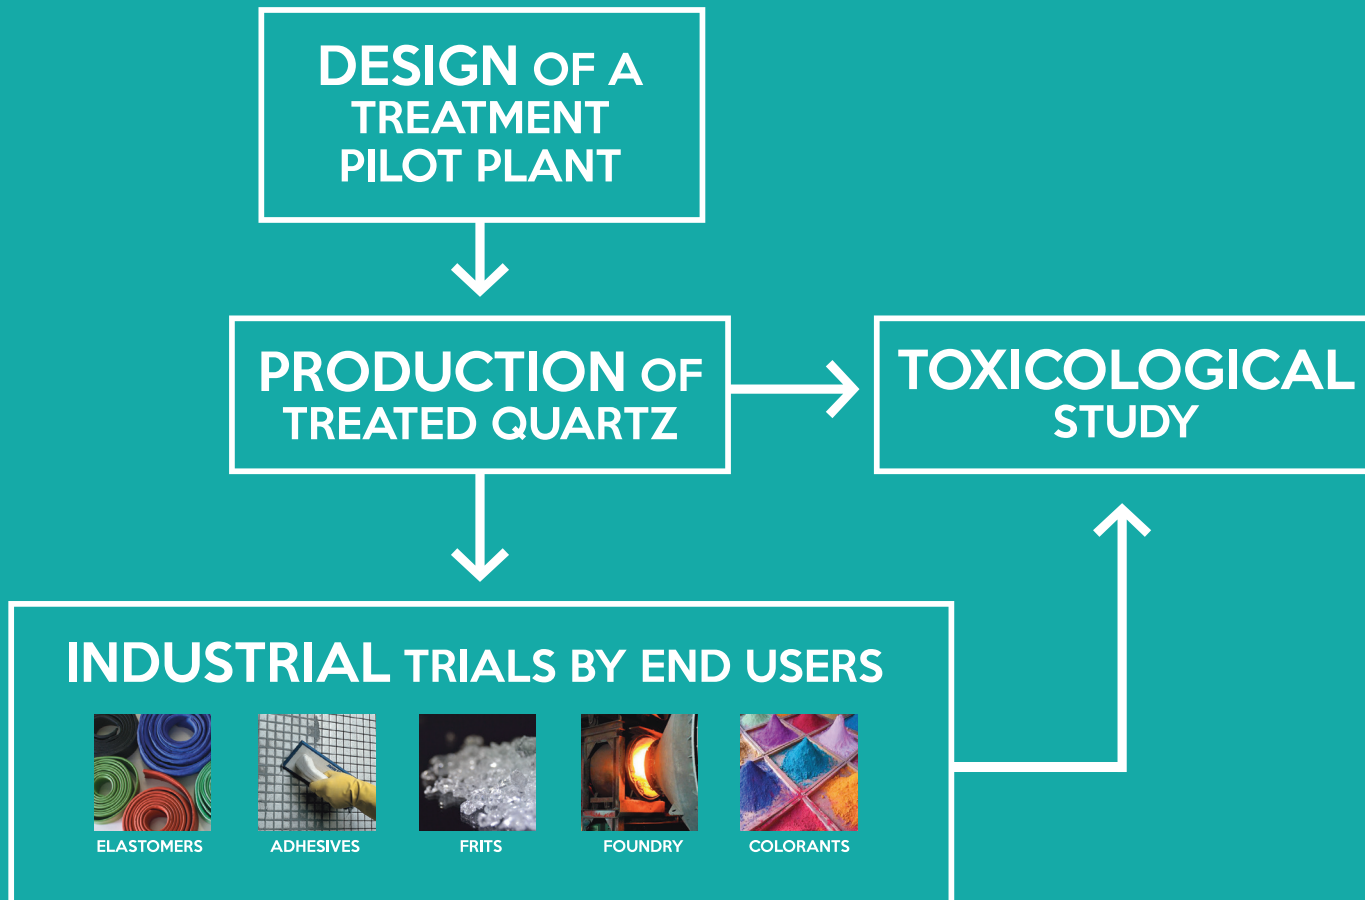 DESIGN OF A
TREATMENT
PILOT PLANT
PRODUCTION OF
TREATED QUARTZ
TOXICOLOGICAL
STUDY
INDUSTRIAL TRIALS BY END USERS
ELASTOMERS
ADHESIVES
FRITS
FOUNDRY
COLORANTS